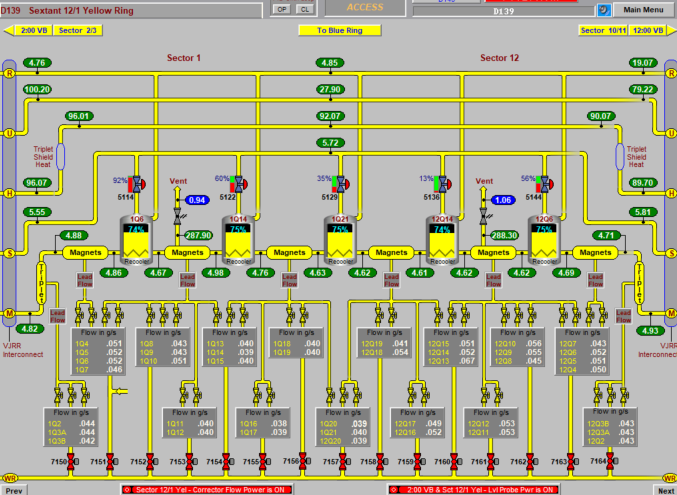 D139 Sextant 12/1 Yellow Ring
OP CL
ACCESS
D139
Main Menu
2:00 VB Sector 2/3
To Blue Ring
Sector 10/11 12:00 VB
Sector 1
Sector 12
4.76 4.85 19.07
R R
100.20 27.90 79.22
96.01 92.07 90.07
U U
5.72
Triplet Shield Heat
Triplet Shield Heat
96.07 89.70
H H
92% 60% 35% 13% 56%
Vent Vent
5114 5122 5129 5136 5144
0.94 1.06
5.55 5.81
1Q6 1Q14 1Q21 12Q14 12Q6
74% 75% 75% 74% 75%
4.88 287.90 288.30 4.71
S S
Magnets Magnets Magnets Magnets Magnets Magnets
Recooler Recooler Recooler Recooler Recooler
4.86 4.67 4.98 4.76 4.63 4.62 4.61 4.62 4.62 4.69
Triplet Triplet
Lead Flow Lead Flow Lead Flow Lead Flow Lead Flow Lead Flow
M M
Lead Flow Lead Flow
4.82 4.93
VJRR Interconnect
VJRR Interconnect
Flow in g/s
1Q4 .051
1Q5 .052
1Q6 .052
1Q7 .046
Flow in g/s
1Q8 .043
1Q9 .043
1Q10 .051
Flow in g/s
1Q13 .040
1Q14 .039
1Q15 .040
Flow in g/s
1Q18 .040
1Q19 .040
Flow in g/s
12Q19 .041
12Q18 .054
Flow in g/s
12Q15 .051
12Q14 .052
12Q13 .067
Flow in g/s
12Q10 .056
12Q9 .055
12Q8 .045
Flow in g/s
12Q7 .043
12Q6 .052
12Q5 .051
12Q4 .050
Flow in g/s
1Q2 .044
1Q3A .044
1Q3B .042
Flow in g/s
1Q11 .040
1Q12 .040
Flow in g/s
1Q16 .038
1Q17 .039
Flow in g/s
1Q20 .039
1Q21 .040
12Q20 .039
Flow in g/s
12Q17 .049
12Q16 .052
Flow in g/s
12Q12 .053
12Q11 .053
Flow in g/s
12Q3B .043
12Q3A .043
12Q2 .043
7150 7151 7152 7153 7154 7155 7156 7157 7158 7159 7160 7161 7162 7163 7164
WR WR
Prev
Sector 12/1 Yel - Corrector Flow Power is ON
2:00 VB & Sct 12/1 Yel - Lvl Probe Pwr is ON
Next